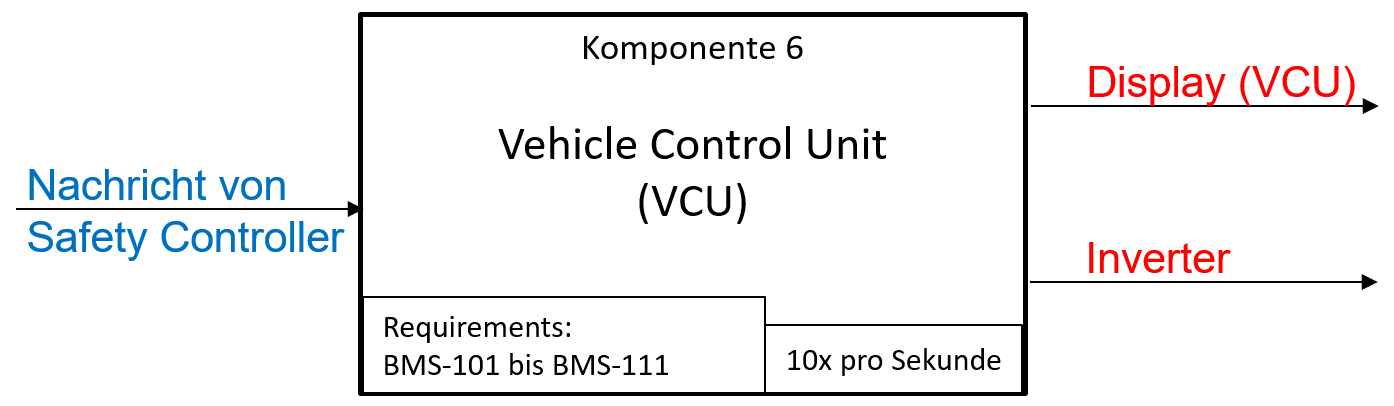 Komponente 6
Vehicle Control Unit
(VCU)
Nachricht von
Safety Controller
Display (VCU)
Inverter
Requirements:
BMS-101 bis BMS-111
10x pro Sekunde